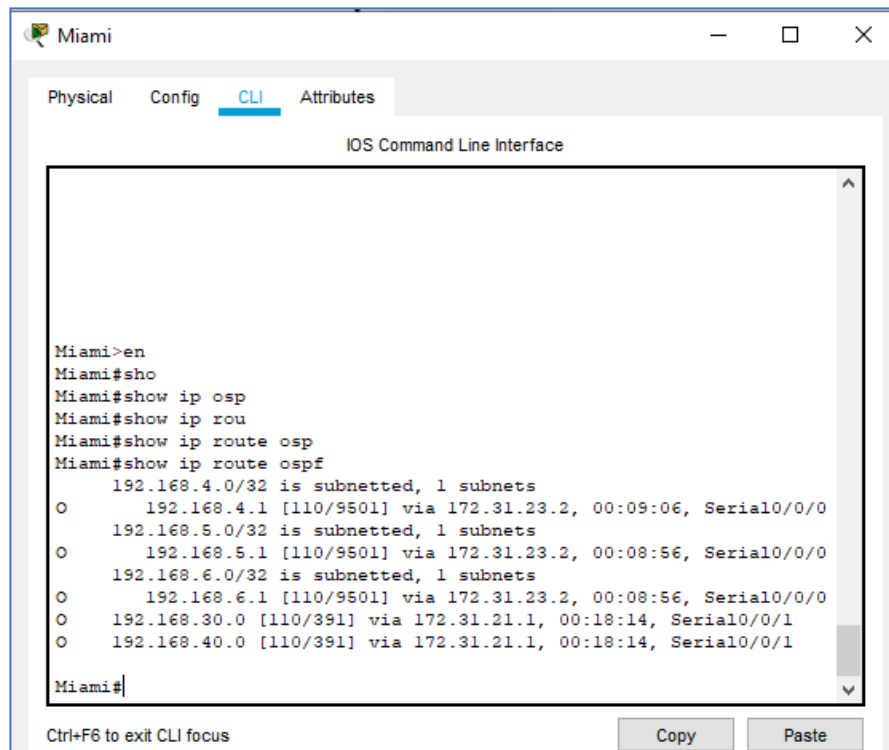 Miami
Physical Config CLI Attributes
IOS Command Line Interface
Miami>en
Miami#sho
Miami#show ip osp
Miami#show ip rou
Miami#show ip route osp
Miami#show ip route ospf
192.168.4.0/32 is subnetted, 1 subnets
O 192.168.4.1 [110/9501] via 172.31.23.2, 00:09:06, Serial0/0/0
192.168.5.0/32 is subnetted, 1 subnets
O 192.168.5.1 [110/9501] via 172.31.23.2, 00:08:56, Serial0/0/0
192.168.6.0/32 is subnetted, 1 subnets
O 192.168.6.1 [110/9501] via 172.31.23.2, 00:08:56, Serial0/0/0
O 192.168.30.0 [110/391] via 172.31.21.1, 00:18:14, Serial0/0/1
O 192.168.40.0 [110/391] via 172.31.21.1, 00:18:14, Serial0/0/1
Miami#
Ctrl+F6 to exit CLI focus Copy Paste